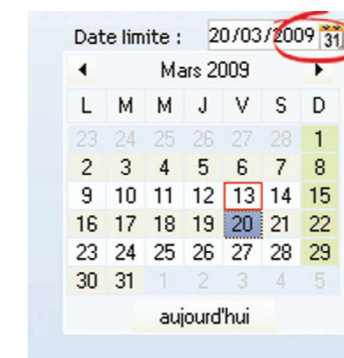 Date limite : 20/03/2009 31
Mars 2009
L M M J V S D
23 24 25 26 27 28 1
2 3 4 5 6 7 8
9 10 11 12 13 14 15
16 17 18 19 20 21 22
23 24 25 26 27 28 29
30 31 1 2 3 4 5
aujourd'hui